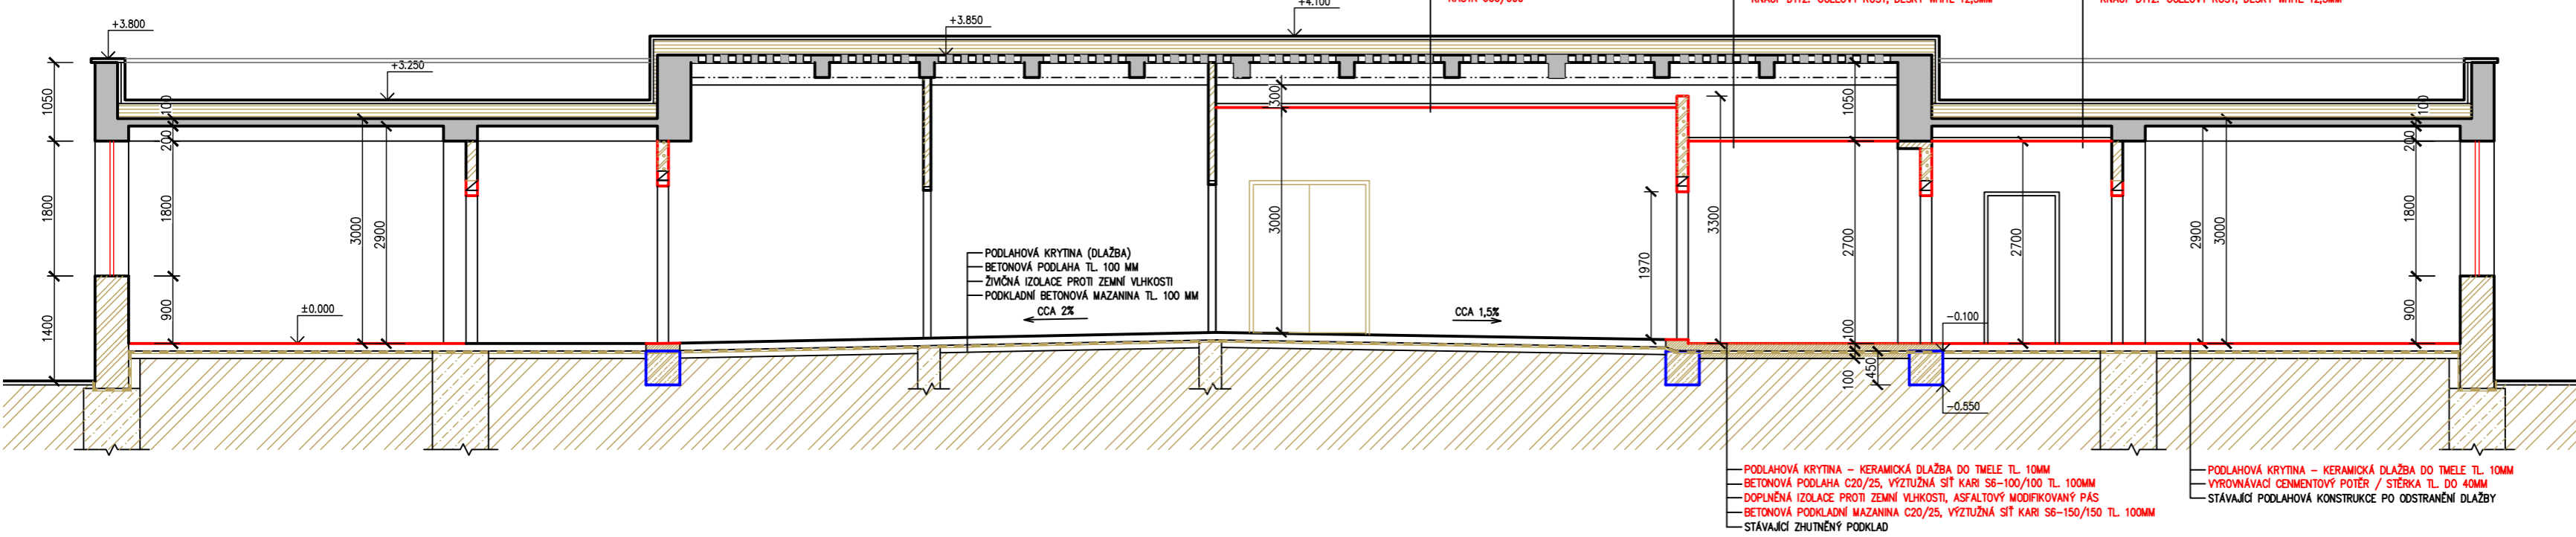 +3.800
+3.850
+4.100
+3.250
1050
100
200
1800
1800
3000
2900
900
1400
±0.000
PODLAHOVÁ KRYTINA (DLAŽBA)
BETONOVÁ PODLAHA TL. 100 MM
ŽIVIČNÁ IZOLACE PROTI ZEMNÍ VLHKOSTI
PODKLADNÍ BETONOVÁ MAZANINA TL. 100 MM
CCA 2%
300
3000
CCA 1,5%
1970
3300
1050
2700
100
100
450
-0.100
-0.550
2700
2900
3000
100
200
1800
900
PODLAHOVÁ KRYTINA – KERAMICKÁ DLAŽBA DO TMELE TL. 10MM
BETONOVÁ PODLAHA C20/25, VÝZTUŽNÁ SÍŤ KARI S6-100/100 TL. 100MM
DOPLNĚNÁ IZOLACE PROTI ZEMNÍ VLHKOSTI, ASFALTOVÝ MODIFIKOVANÝ PÁS
BETONOVÁ PODKLADNÍ MAZANINA C20/25, VÝZTUŽNÁ SÍŤ KARI S6-150/150 TL. 100MM
STÁVAJÍCÍ ZHUTNĚNÝ PODKLAD
PODLAHOVÁ KRYTINA – KERAMICKÁ DLAŽBA DO TMELE TL. 10MM
VYROVNÁVACÍ CENMENTOVÝ POTĚR / STĚRKA TL. DO 40MM
STÁVAJÍCÍ PODLAHOVÁ KONSTRUKCE PO ODSTRANĚNÍ DLAŽBY